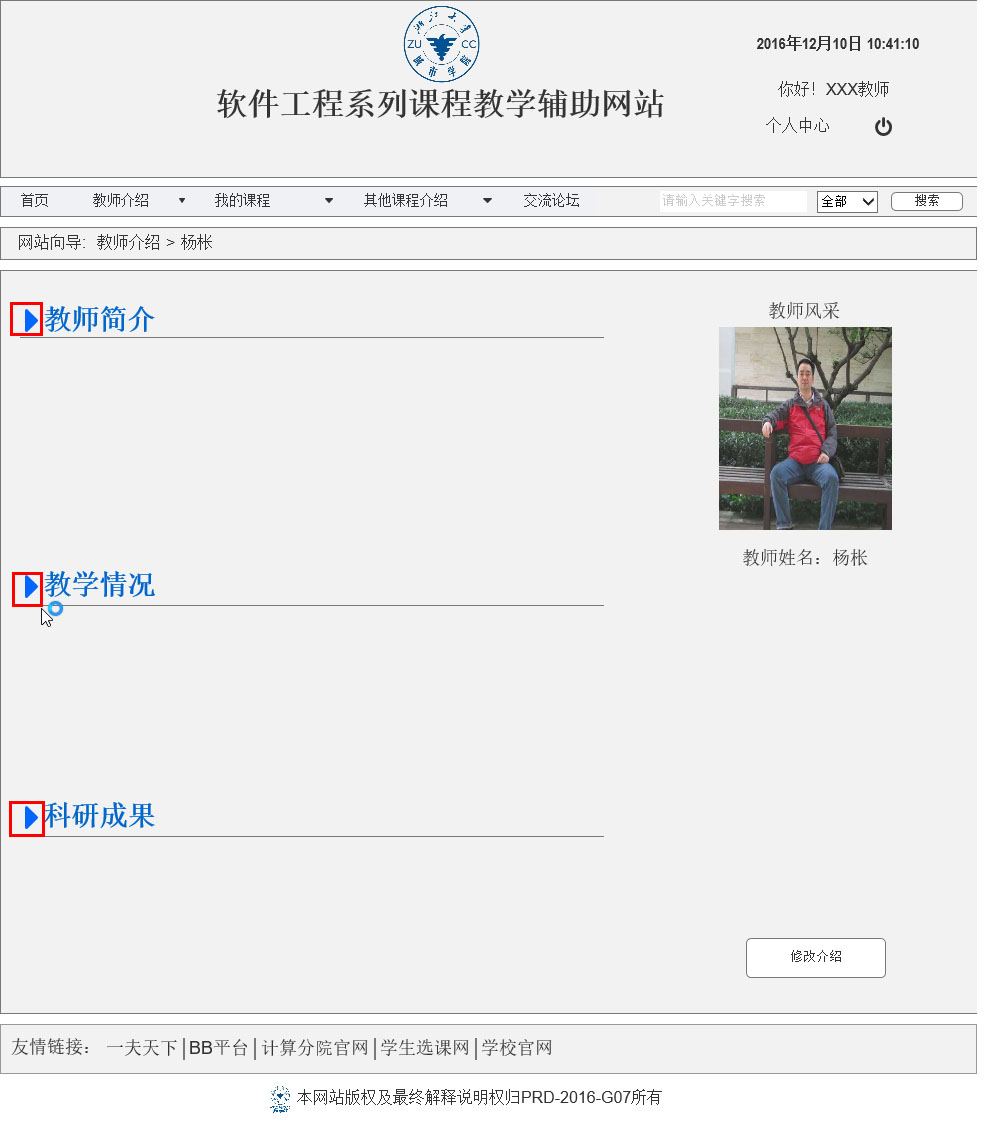 浙江大学
ZU CC
城市学院
2016年12月10日 10:41:10
软件工程系列课程教学辅助网站
你好！XXX教师
个人中心
首页 教师介绍 我的课程 其他课程介绍 交流论坛 请输入关键字搜索 全部 搜索
网站向导: 教师介绍 > 杨枨
教师简介
教师风采
教师姓名：杨枨
教学情况
科研成果
修改介绍
友情链接： 一夫天下|BB平台|计算分院官网|学生选课网|学校官网
本网站版权及最终解释说明权归PRD-2016-G07所有